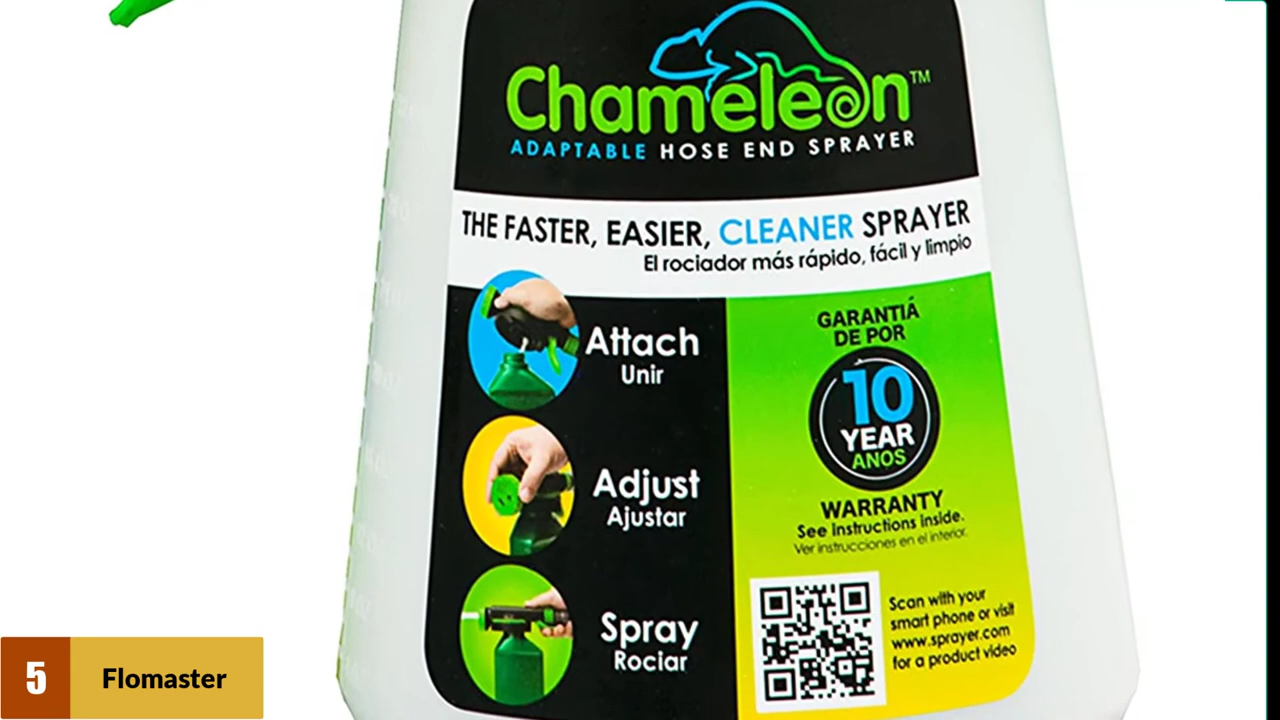 Chameleon™
ADAPTABLE HOSE END SPRAYER
THE FASTER, EASIER, CLEANER SPRAYER
El rociador más rápido, fácil y limpio
Attach
Unir
Adjust
Ajustar
Spray
Rociar
GARANTIÁ
DE POR
10
YEAR
AÑOS
WARRANTY
See instructions inside.
Ver instrucciones en el interior.
Scan with your
smart phone or visit
www.sprayer.com
for a product video
5 Flomaster